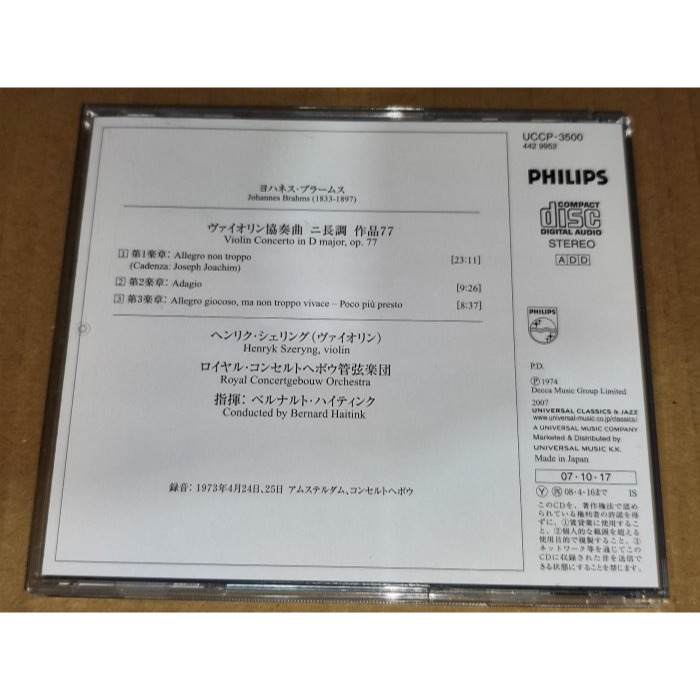 ヨハネス・ブラームス
Johannes Brahms (1833-1897)
ヴァイオリン協奏曲 ニ長調 作品77
Violin Concerto in D major, op. 77
1 第1楽章: Allegro non troppo [23:11]
(Cadenza: Joseph Joachim)
2 第2楽章: Adagio [9:26]
3 第3楽章: Allegro giocoso, ma non troppo vivace – Poco più presto [8:37]
ヘンリク・シェリング(ヴァイオリン)
Henryk Szeryng, violin
ロイヤル・コンセルトヘボウ管弦楽団
Royal Concertgebouw Orchestra
指揮: ベルナルト・ハイティンク
Conducted by Bernard Haitink
録音: 1973年4月24日、25日 アムステルダム、コンセルトヘボウ
UCCP-3500
442 9952
PHILIPS
COMPACT
disc
DIGITAL AUDIO
STEREO
ADD
PHILIPS
P.D.
Ⓟ 1974
Decca Music Group Limited
2007
UNIVERSAL CLASSICS & JAZZ
www.universal-music.co.jp/classics/
A UNIVERSAL MUSIC COMPANY
Marketed & Distributed by
UNIVERSAL MUSIC K.K.
Made in Japan
07・10・17
Ⓨ 再 08・4・16まで IS
このCDを、著作権法で認め
られている権利者の許諾を得
ずに、①賃貸業に使用するこ
と、②個人的な範囲を超える
使用目的で複製すること、③
ネットワーク等を通じてこの
CDに収録された音を送信で
きる状態にすることを禁じます。